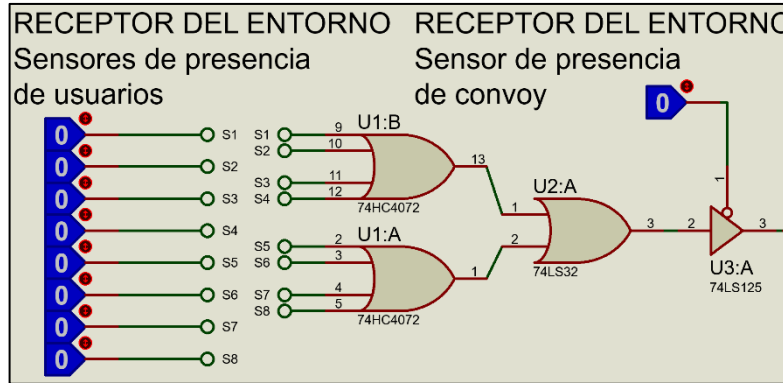 RECEPTOR DEL ENTORNO
Sensores de presencia
de usuarios
RECEPTOR DEL ENTORNO
Sensor de presencia
de convoy
0
0
0
0
0
0
0
0
S1
S2
S3
S4
S5
S6
S7
S8
U1:B
S1 9
S2 10
S3 11
S4 12
13
74HC4072
U1:A
S5 2
S6 3
S7 4
S8 5
1
74HC4072
U2:A
1
2
3
74LS32
0
1
2
3
U3:A
74LS125